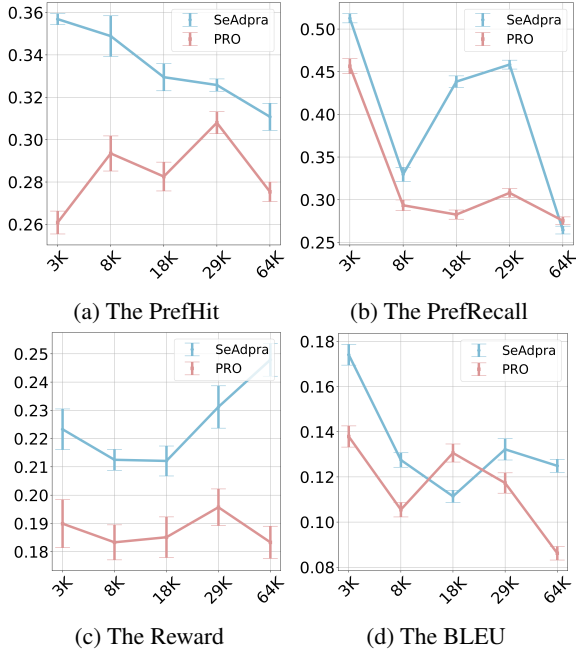 SeAdpra
PRO
0.36
0.34
0.32
0.30
0.28
0.26
3K
8K
18K
29K
64K
(a) The PrefHit
SeAdpra
PRO
0.50
0.45
0.40
0.35
0.30
0.25
3K
8K
18K
29K
64K
(b) The PrefRecall
SeAdpra
PRO
0.25
0.24
0.23
0.22
0.21
0.20
0.19
0.18
3K
8K
18K
29K
64K
(c) The Reward
SeAdpra
PRO
0.18
0.16
0.14
0.12
0.10
0.08
3K
8K
18K
29K
64K
(d) The BLEU